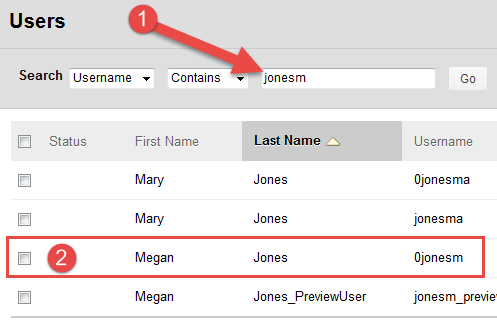 Users
1
Search Username Contains jonesm Go
Status First Name Last Name Username
Mary Jones 0jonesma
Mary Jones jonesma
2 Megan Jones 0jonesm
Megan Jones_PreviewUser jonesm_previe